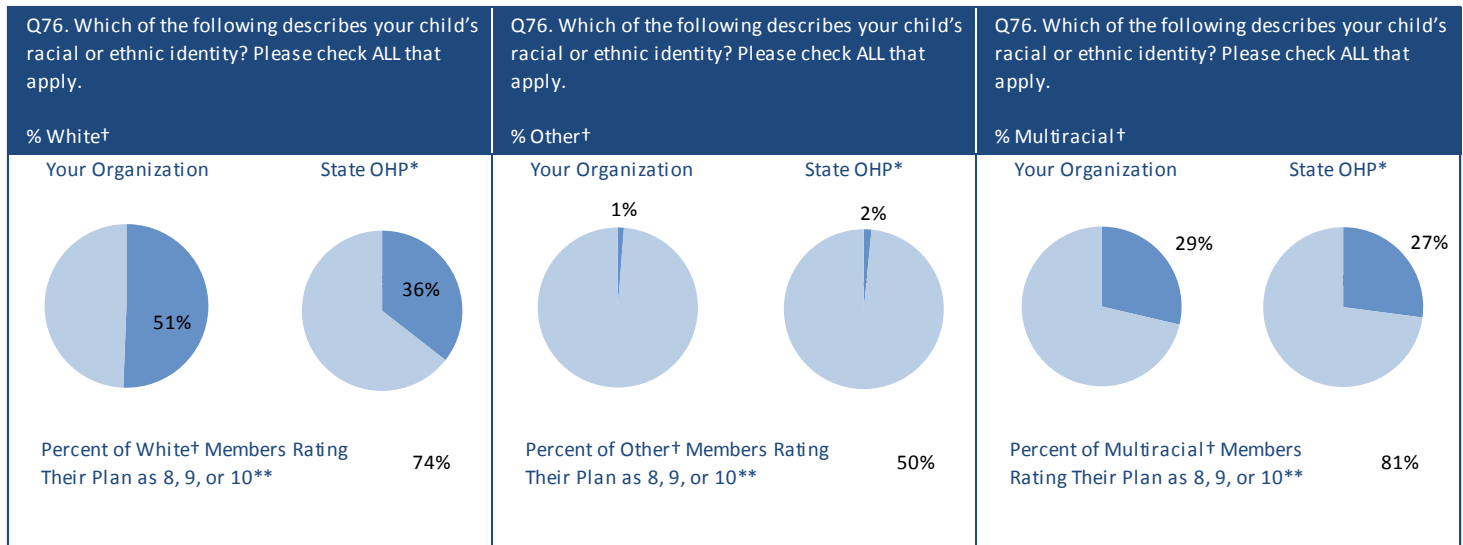 Q76. Which of the following describes your child's
racial or ethnic identity? Please check ALL that
apply.
% White†
Your Organization
State OHP*
51%
36%
Percent of White† Members Rating
Their Plan as 8, 9, or 10**
74%
Q76. Which of the following describes your child's
racial or ethnic identity? Please check ALL that
apply.
% Other†
Your Organization
State OHP*
1%
2%
Percent of Other† Members Rating
Their Plan as 8, 9, or 10**
50%
Q76. Which of the following describes your child's
racial or ethnic identity? Please check ALL that
apply.
% Multiracial†
Your Organization
State OHP*
29%
27%
Percent of Multiracial† Members
Rating Their Plan as 8, 9, or 10**
81%